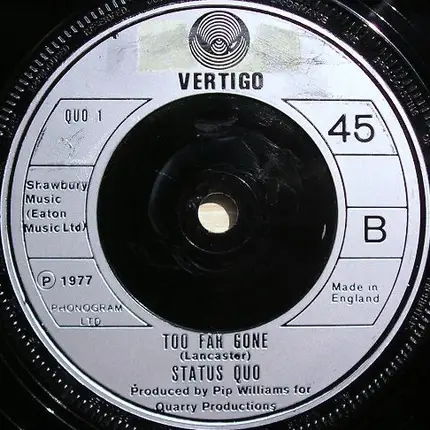 VERTIGO
QUO 1
45
Shawbury
Music
(Eaton
Music Ltd)
B
Ⓟ 1977
PHONOGRAM
LTD
Made in
England
TOO FAR GONE
(Lancaster)
STATUS QUO
Produced by Pip Williams for
Quarry Productions